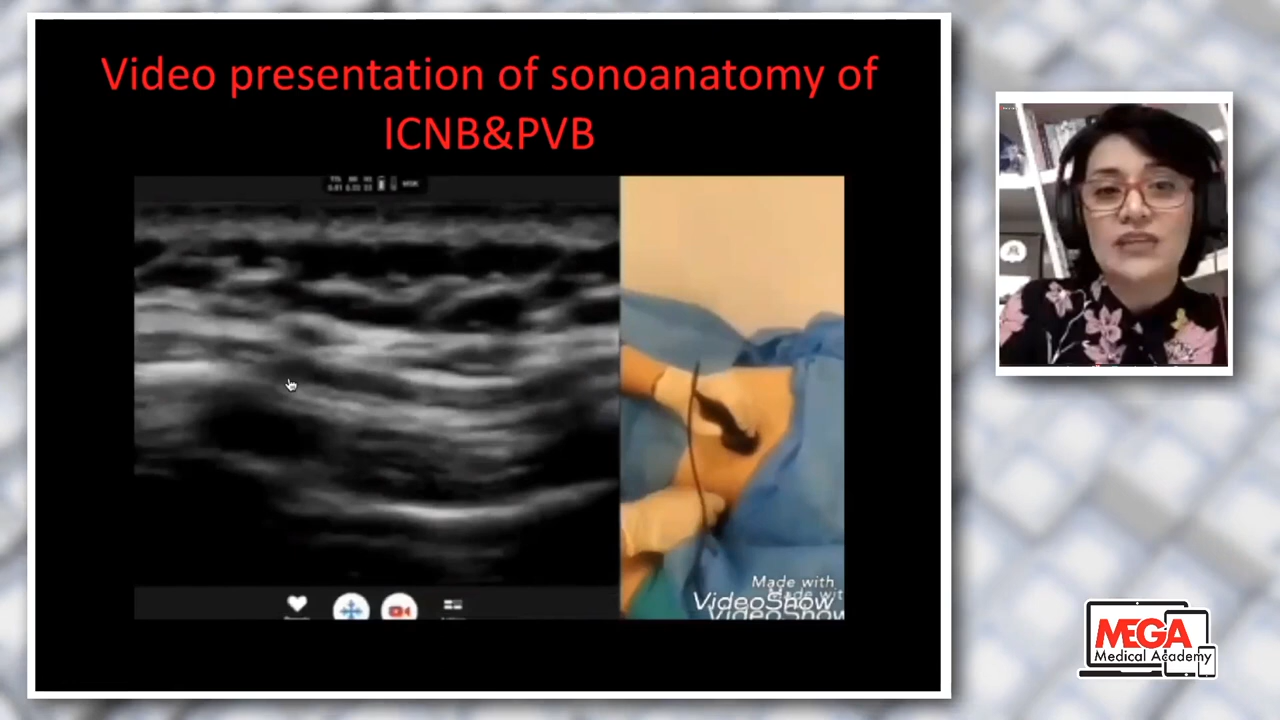 Video presentation of sonoanatomy of
ICNB&PVB
Made with
VideoShow
MEGA
Medical Academy